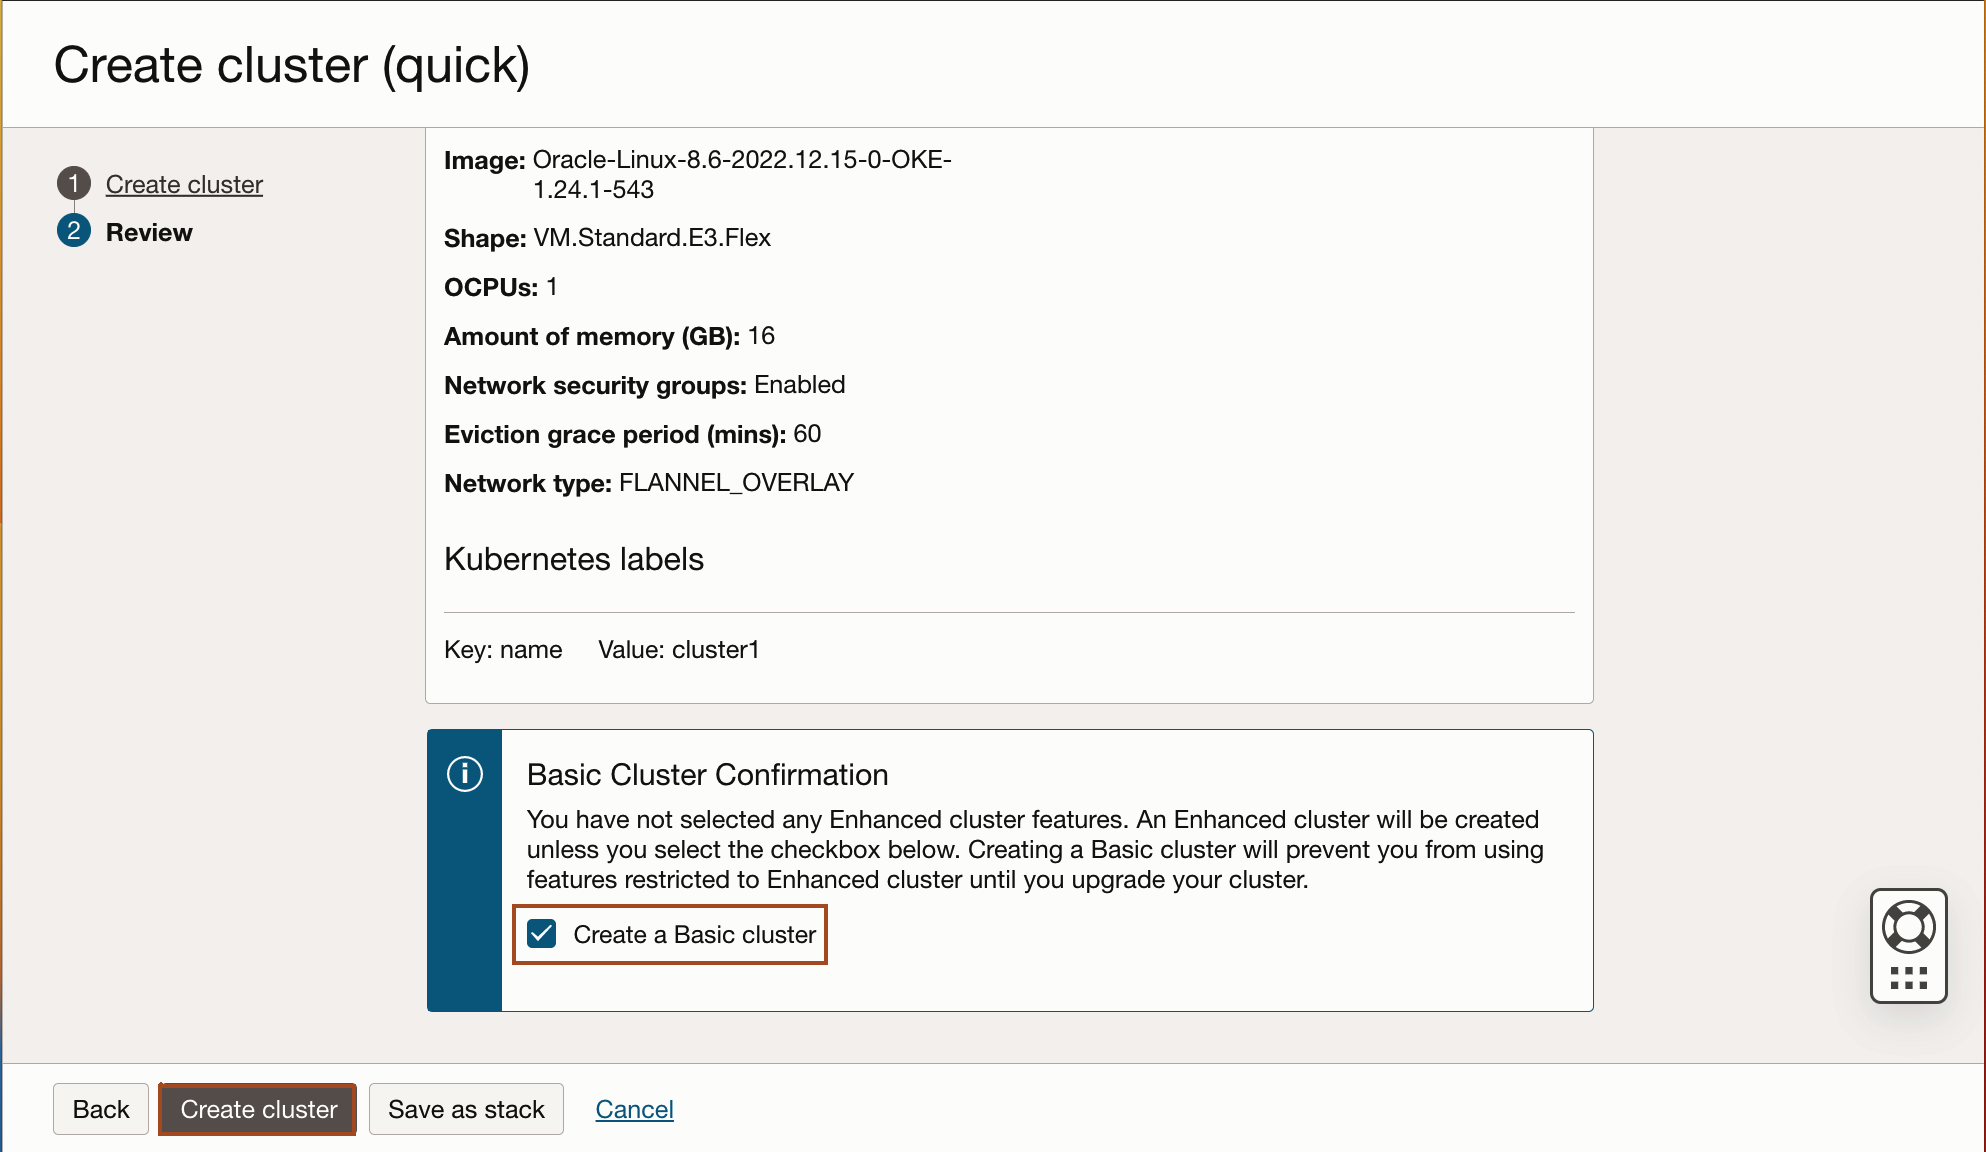 Create cluster (quick)
1 Create cluster
2 Review
Image: Oracle-Linux-8.6-2022.12.15-0-OKE-
1.24.1-543
Shape: VM.Standard.E3.Flex
OCPUs: 1
Amount of memory (GB): 16
Network security groups: Enabled
Eviction grace period (mins): 60
Network type: FLANNEL_OVERLAY
Kubernetes labels
Key: name Value: cluster1
Basic Cluster Confirmation
You have not selected any Enhanced cluster features. An Enhanced cluster will be created
unless you select the checkbox below. Creating a Basic cluster will prevent you from using
features restricted to Enhanced cluster until you upgrade your cluster.
Create a Basic cluster
Back Create cluster Save as stack Cancel